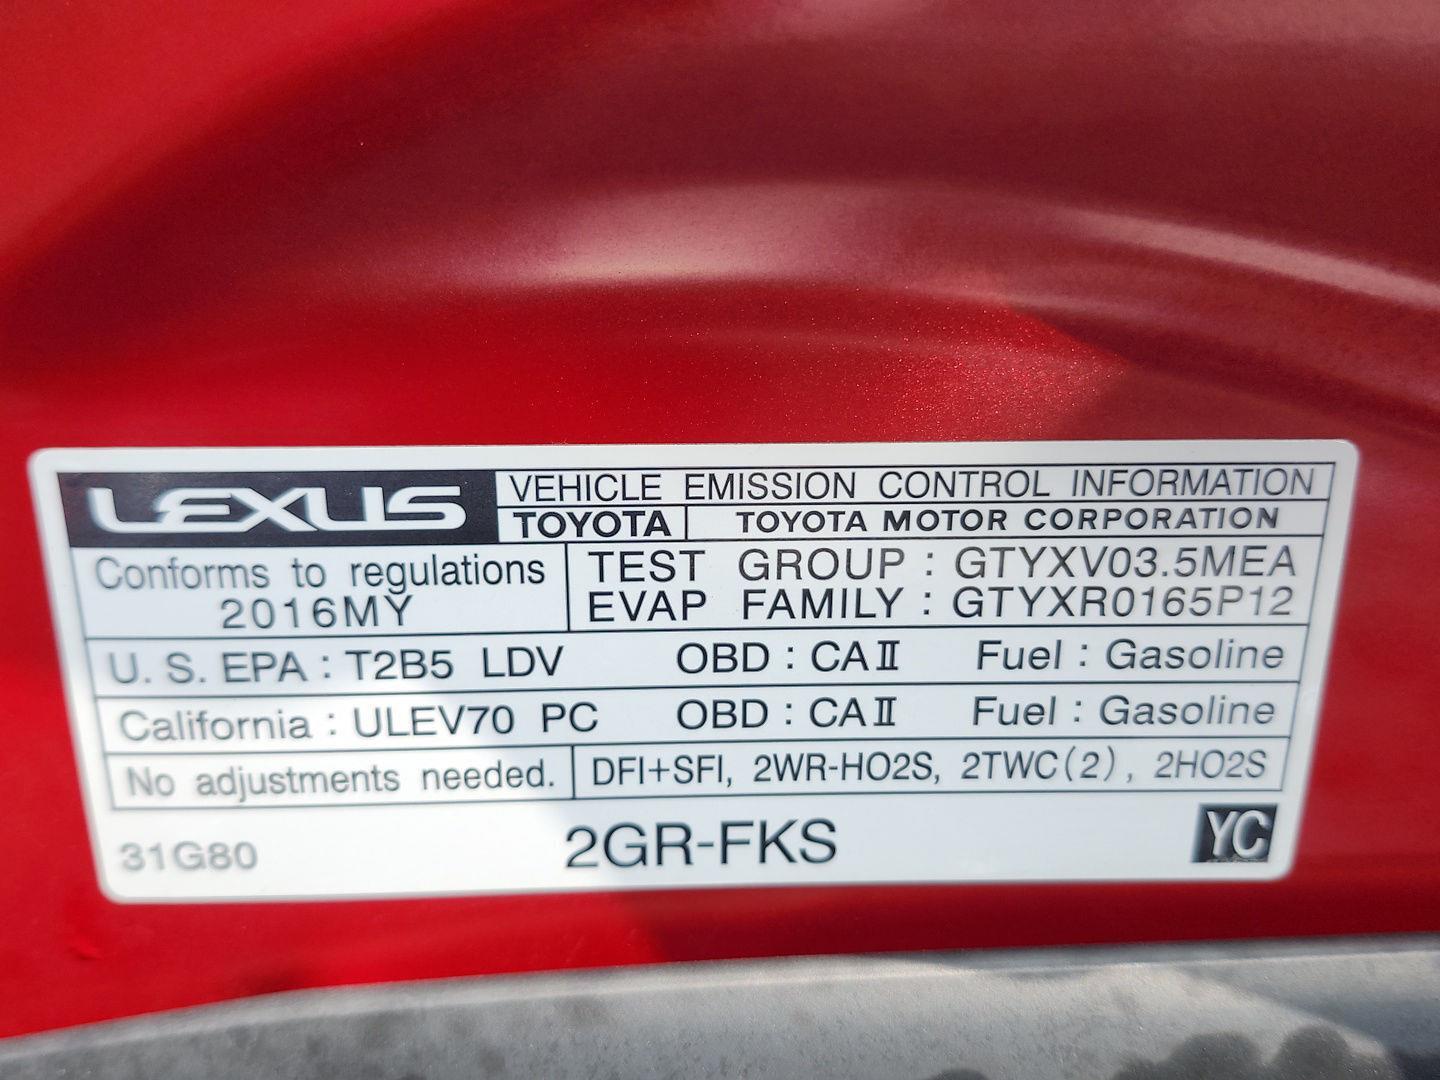 LEXUS
VEHICLE EMISSION CONTROL INFORMATION
TOYOTA TOYOTA MOTOR CORPORATION
Conforms to regulations
2016MY
TEST GROUP : GTYXV03.5MEA
EVAP FAMILY : GTYXR0165P12
U. S. EPA : T2B5 LDV OBD : CAⅡ Fuel : Gasoline
California : ULEV70 PC OBD : CAⅡ Fuel : Gasoline
No adjustments needed. DFI+SFI, 2WR-HO2S, 2TWC(2), 2HO2S
31G80 2GR-FKS YC